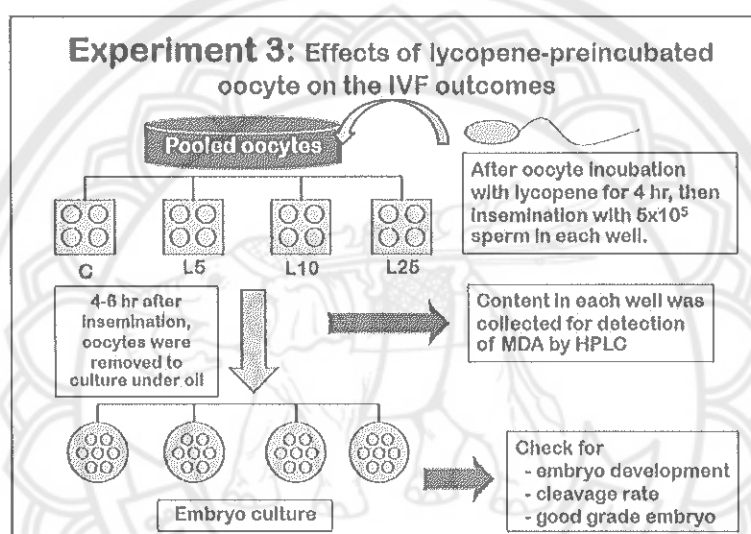 Experiment 3: Effects of lycopene-preincubated
oocyte on the IVF outcomes
Pooled oocytes
After oocyte incubation
with lycopene for 4 hr, then
insemination with 5x10⁵
sperm in each well.
C L5 L10 L25
4-6 hr after
insemination,
oocytes were
removed to
culture under oil
Content in each well was
collected for detection
of MDA by HPLC
Embryo culture
Check for
- embryo development
- cleavage rate
- good grade embryo